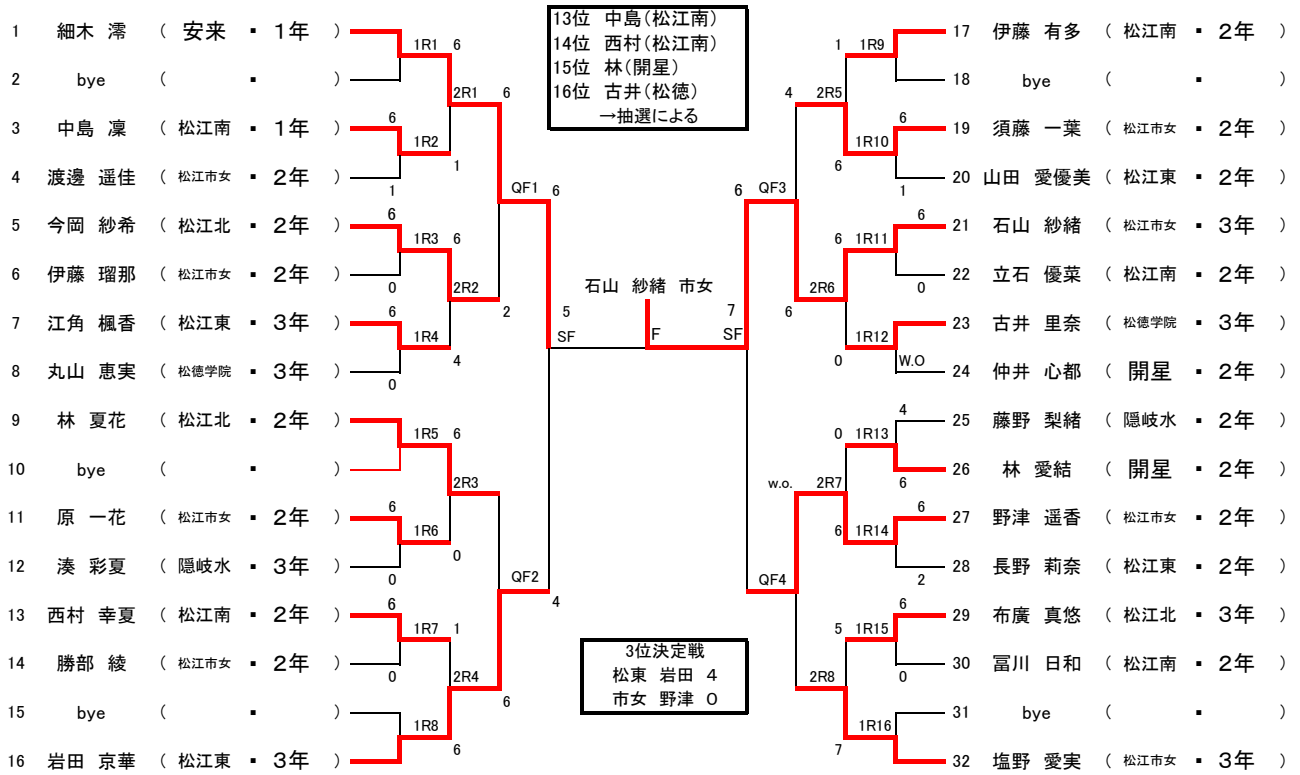 1 細木 澪 ( 安来 ▪ 1年 )
2 bye ( ▪ )
3 中島 凜 ( 松江南 ▪ 1年 )
4 渡邊 遥佳 ( 松江市女 ▪ 2年 )
5 今岡 紗希 ( 松江北 ▪ 2年 )
6 伊藤 瑠那 ( 松江市女 ▪ 2年 )
7 江角 楓香 ( 松江東 ▪ 3年 )
8 丸山 恵実 ( 松徳学院 ▪ 3年 )
9 林 夏花 ( 松江北 ▪ 2年 )
10 bye ( ▪ )
11 原 一花 ( 松江市女 ▪ 2年 )
12 湊 彩夏 ( 隠岐水 ▪ 3年 )
13 西村 幸夏 ( 松江南 ▪ 2年 )
14 勝部 綾 ( 松江市女 ▪ 2年 )
15 bye ( ▪ )
16 岩田 京華 ( 松江東 ▪ 3年 )
1R1 6
6 1R2 1
1
2R1 6
6 1R3 6
0
6 1R4 4
0
2R2 2
QF1 6
1R5 6
6 1R6 0
0
2R3
6 1R7 1
0
1R8 6
2R4 6
QF2 4
5
SF
13位 中島(松江南)
14位 西村(松江南)
15位 林(開星)
16位 古井(松徳)
→抽選による
石山 紗緒 市女
F
7
SF
3位決定戦
松東 岩田 4
市女 野津 0
6 QF3
4 2R5
1 1R9
6 1R10 6
1
6 2R6
6 1R11 6
0
0 1R12 W.O
QF4
w.o. 2R7
0 1R13 4
6
6 1R14 6
2
2R8
5 1R15 6
0
7 1R16
17 伊藤 有多 ( 松江南 ▪ 2年 )
18 bye ( ▪ )
19 須藤 一葉 ( 松江市女 ▪ 2年 )
20 山田 愛優美 ( 松江東 ▪ 2年 )
21 石山 紗緒 ( 松江市女 ▪ 3年 )
22 立石 優菜 ( 松江南 ▪ 2年 )
23 古井 里奈 ( 松徳学院 ▪ 3年 )
24 仲井 心都 ( 開星 ▪ 2年 )
25 藤野 梨緒 ( 隠岐水 ▪ 2年 )
26 林 愛結 ( 開星 ▪ 2年 )
27 野津 遥香 ( 松江市女 ▪ 2年 )
28 長野 莉奈 ( 松江東 ▪ 2年 )
29 布廣 真悠 ( 松江北 ▪ 3年 )
30 冨川 日和 ( 松江南 ▪ 2年 )
31 bye ( ▪ )
32 塩野 愛実 ( 松江市女 ▪ 3年 )